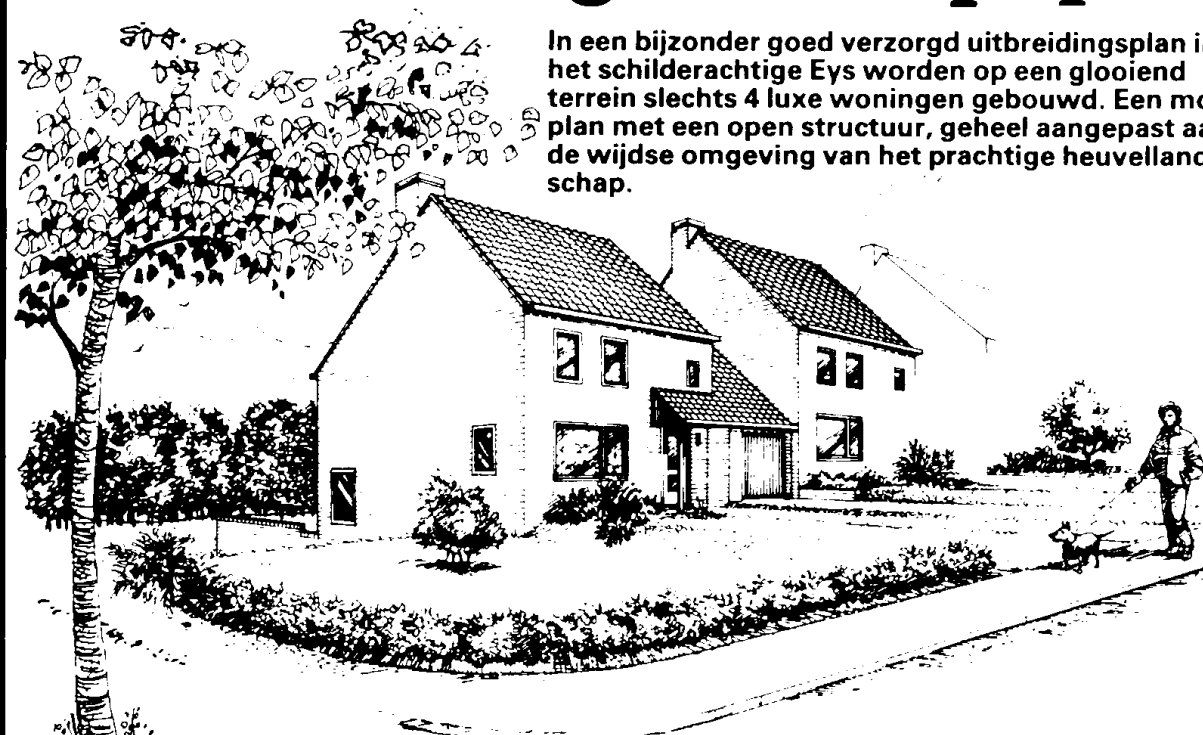 In een bijzonder goed verzorgd uitbreidingsplan
het schilderachtige Eys worden op een glooiend
terrein slechts 4 luxe woningen gebouwd. Een
plan met een open structuur, geheel aangepast
de wijdse omgeving van het prachtige heuvelland
schap.